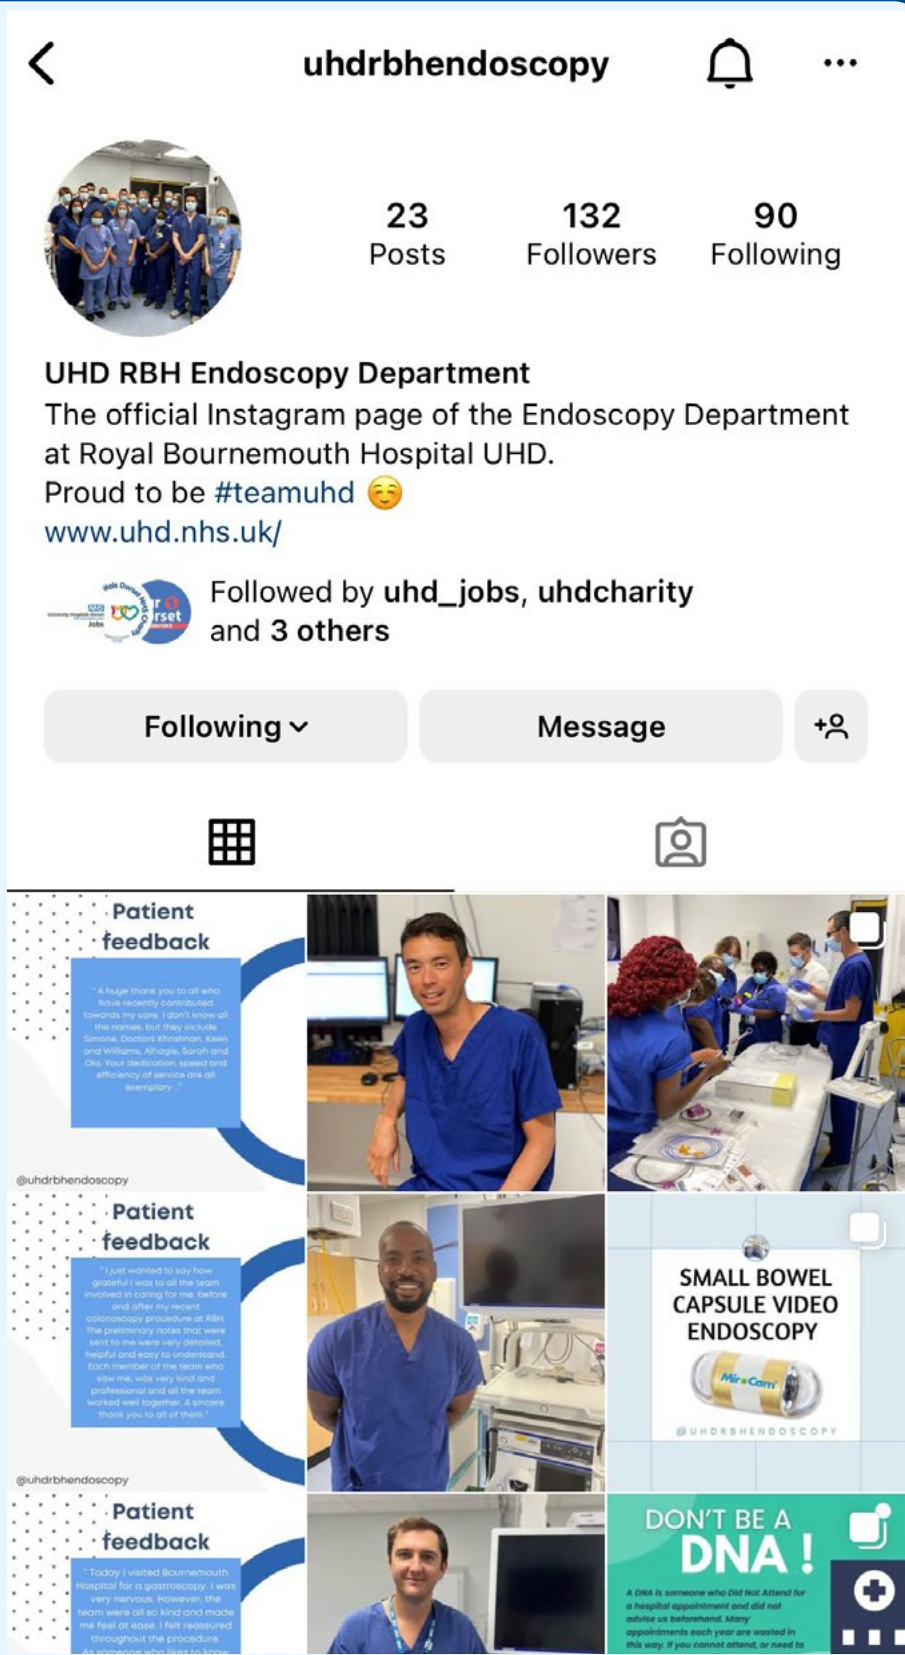 uhdrbhendoscopy
23
Posts
132
Followers
90
Following
UHD RBH Endoscopy Department
The official Instagram page of the Endoscopy Department
at Royal Bournemouth Hospital UHD.
Proud to be #teamuhd ☺️
www.uhd.nhs.uk/
NHS
Jobs
Followed by uhd_jobs, uhdcharity
and 3 others
Following
Message
Patient
feedback
"A huge thank you to all who
have recently contributed
towards my care. I don't know all
the names, but they include
Simone, Doctors Khrishnan, Keen
and Williams, Alhagie, Sarah and
Ola. Your dedication, speed and
efficiency of service are all
exemplary."
@uhdrbhendoscopy
Patient
feedback
"I just wanted to say how
grateful I was to all the team
involved in caring for me, before
and after my recent
colonoscopy procedure at RBH.
The preliminary notes that were
sent to me were very detailed,
helpful and easy to understand.
Each member of the team who
saw me, was very kind and
professional and all the team
worked well together. A sincere
thank you to all of them."
@uhdrbhendoscopy
SMALL BOWEL
CAPSULE VIDEO
ENDOSCOPY
MiroCam
@UHDRBHENDOSCOPY
Patient
feedback
"Today I visited Bournemouth
Hospital for a gastroscopy. I was
very nervous. However, the
team were all so kind and made
me feel at ease. I felt reassured
throughout the procedure.
As someone who likes to know
DON'T BE A
DNA !
A DNA is someone who Did Not Attend for
a hospital appointment and did not
advise us beforehand. Many
appointments each year are wasted in
this way. If you cannot attend, or need to